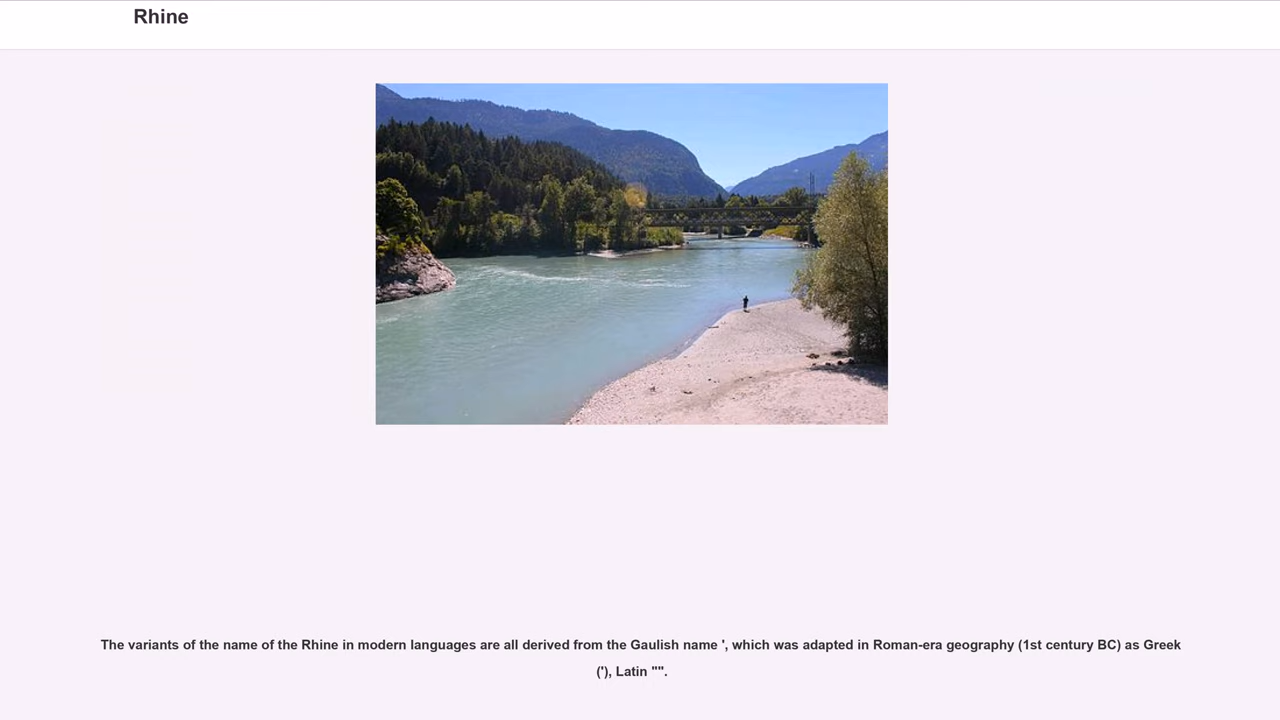 Rhine
The variants of the name of the Rhine in modern languages are all derived from the Gaulish name ', which was adapted in Roman-era geography (1st century BC) as Greek
('), Latin "".